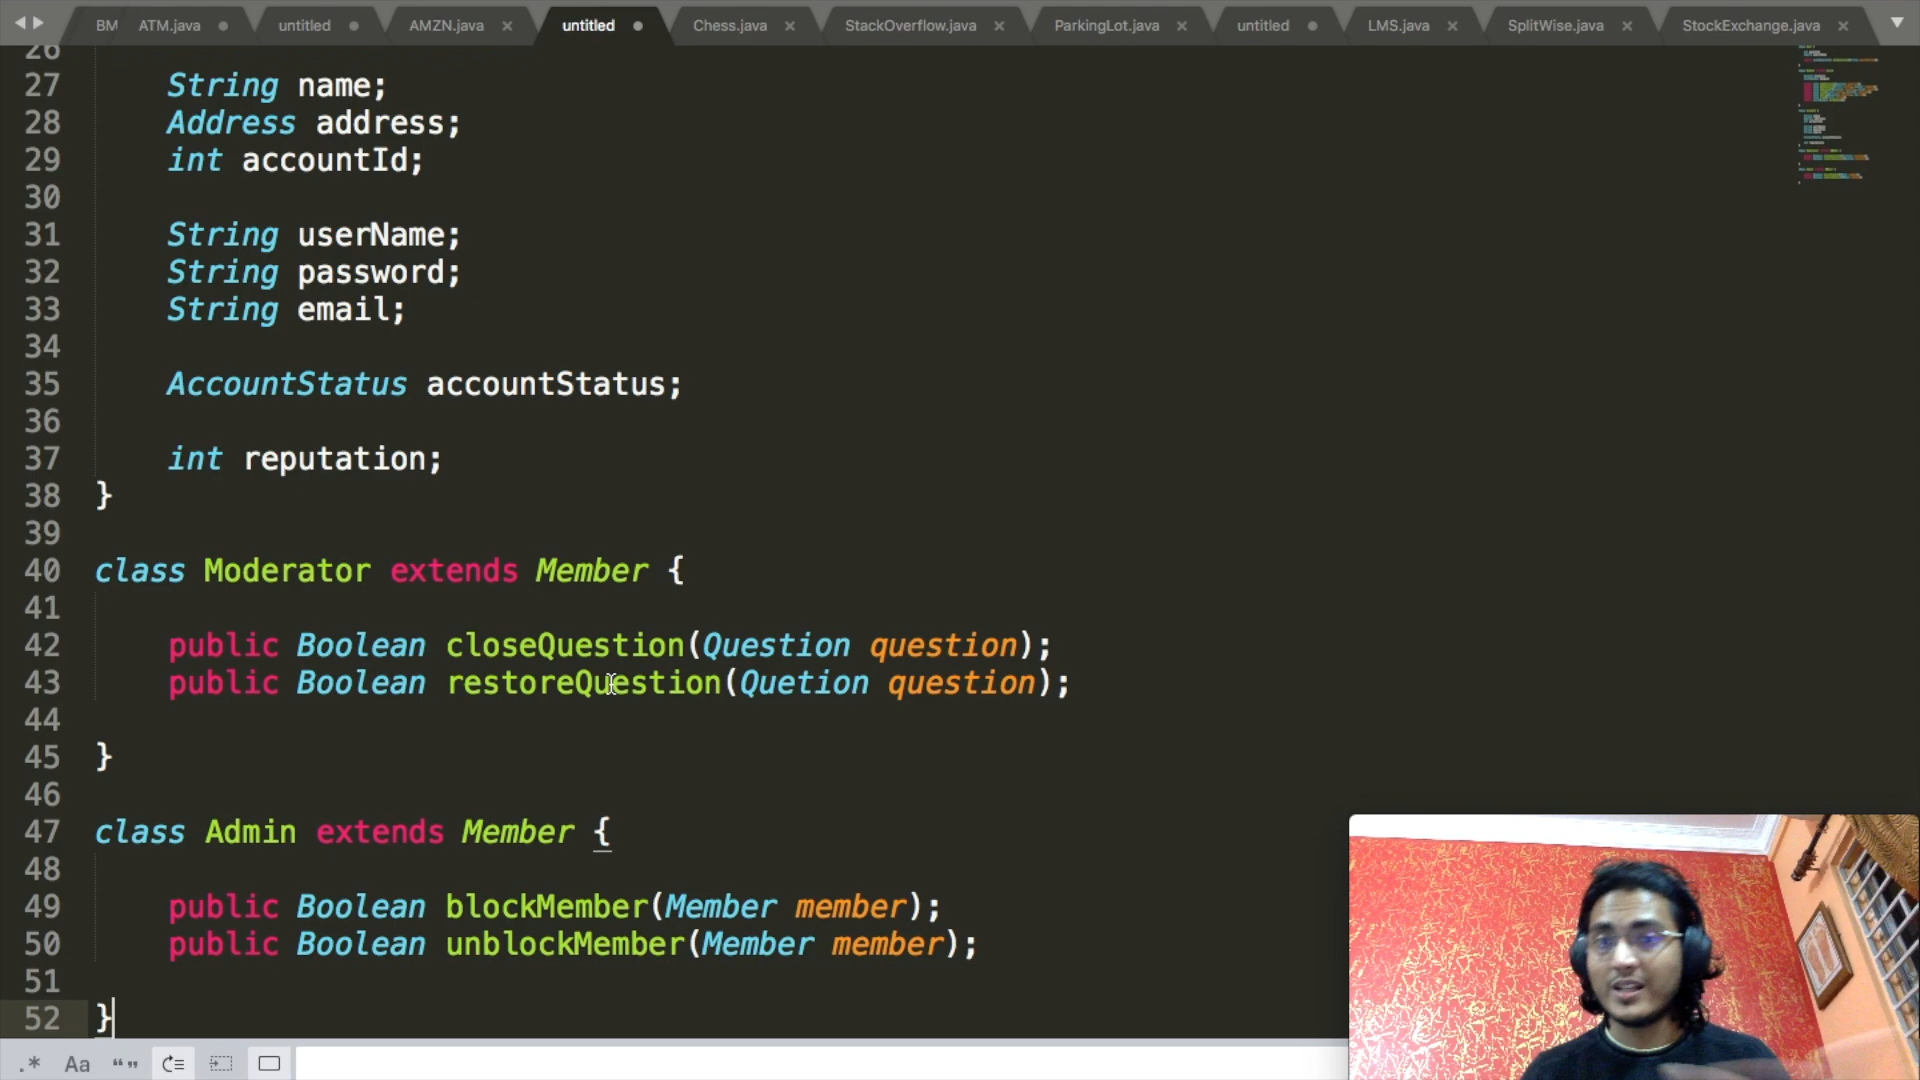 BM ATM.java untitled AMZN.java untitled Chess.java StackOverflow.java ParkingLot.java untitled LMS.java SplitWise.java StockExchange.java
26
27 String name;
28 Address address;
29 int accountId;
30
31 String userName;
32 String password;
33 String email;
34
35 AccountStatus accountStatus;
36
37 int reputation;
38 }
39
40 class Moderator extends Member {
41
42 public Boolean closeQuestion(Question question);
43 public Boolean restoreQuestion(Quetion question);
44
45 }
46
47 class Admin extends Member {
48
49 public Boolean blockMember(Member member);
50 public Boolean unblockMember(Member member);
51
52 }
.* Aa “”